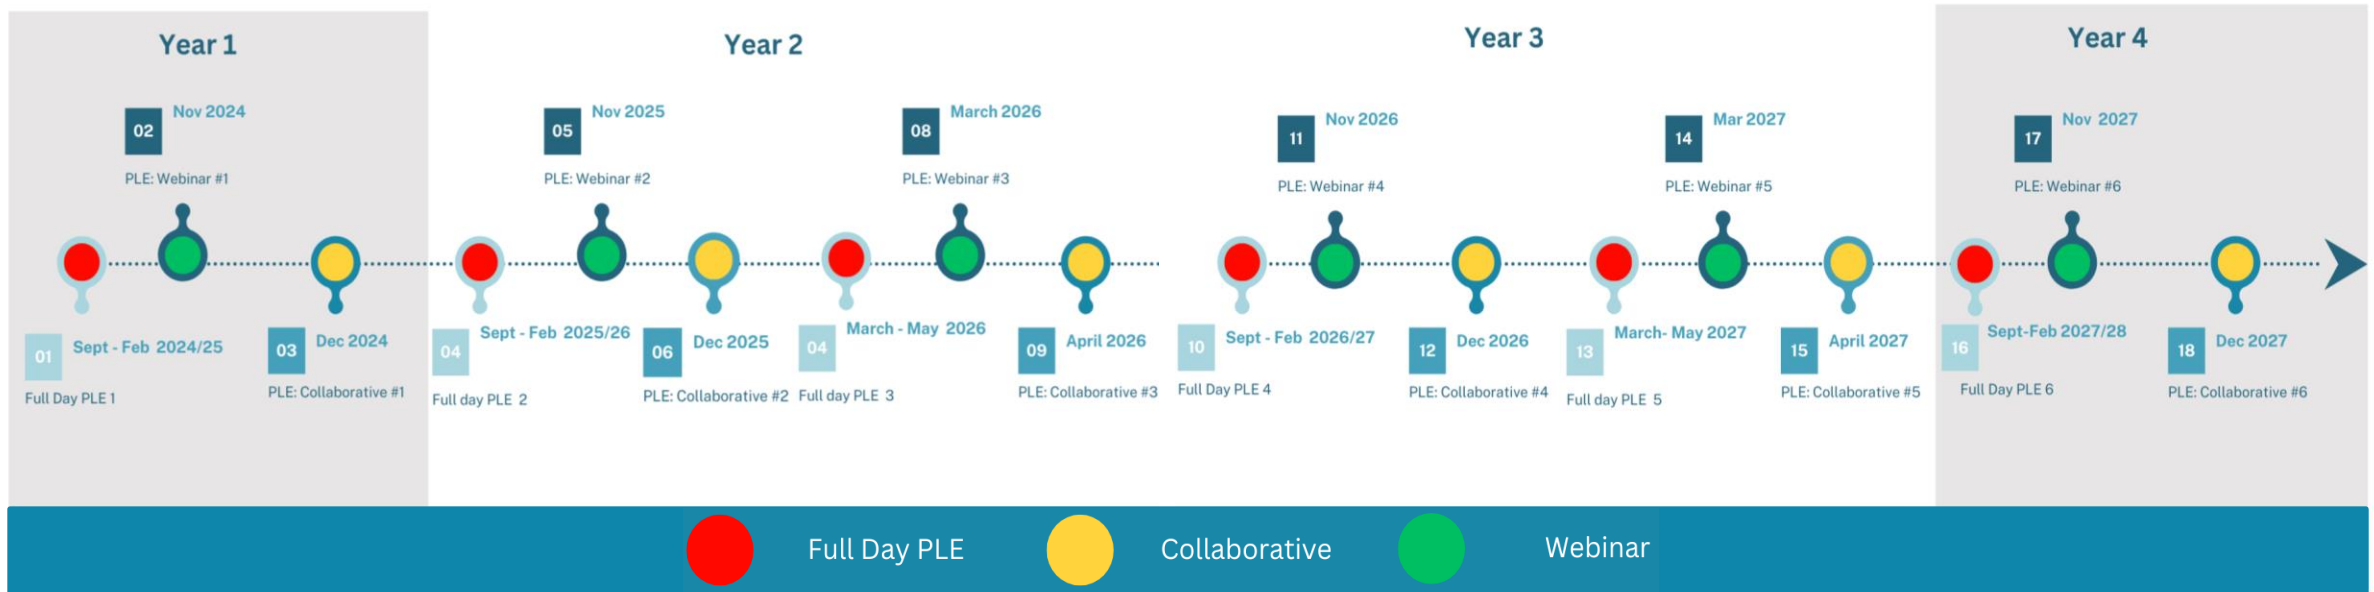 Year 1
Year 2
Year 3
Year 4
02
Nov 2024
PLE: Webinar #1
05
Nov 2025
PLE: Webinar #2
08
March 2026
PLE: Webinar #3
11
Nov 2026
PLE: Webinar #4
14
Mar 2027
PLE: Webinar #5
17
Nov 2027
PLE: Webinar #6
01
Sept - Feb 2024/25
Full Day PLE 1
03
Dec 2024
PLE: Collaborative #1
04
Sept - Feb 2025/26
Full day PLE 2
06
Dec 2025
PLE: Collaborative #2
04
March - May 2026
Full day PLE 3
09
April 2026
PLE: Collaborative #3
10
Sept - Feb 2026/27
Full Day PLE 4
12
Dec 2026
PLE: Collaborative #4
13
March- May 2027
Full day PLE 5
15
April 2027
PLE: Collaborative #5
16
Sept-Feb 2027/28
Full Day PLE 6
18
Dec 2027
PLE: Collaborative #6
Full Day PLE
Collaborative
Webinar